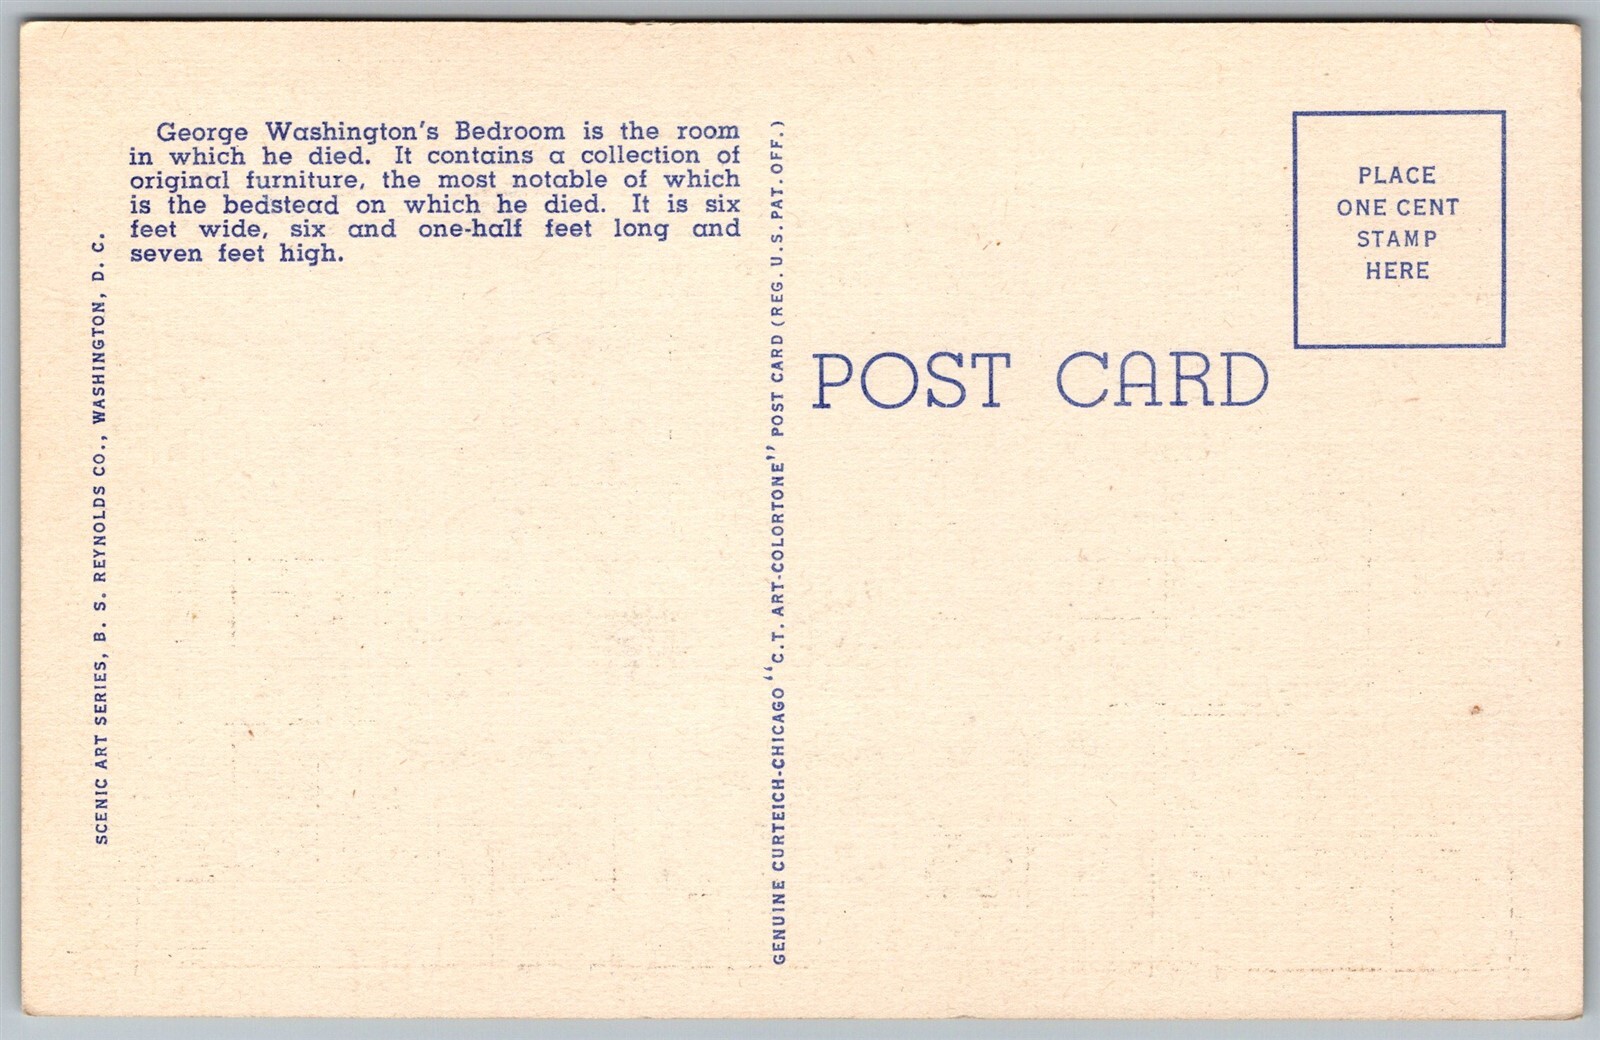 George Washington's Bedroom is the room
in which he died. It contains a collection of
original furniture, the most notable of which
is the bedstead on which he died. It is six
feet wide, six and one-half feet long and
seven feet high.
SCENIC ART SERIES, B. S. REYNOLDS CO., WASHINGTON, D. C.
GENUINE CURTEICH-CHICAGO "C.T. ART-COLORTONE" POST CARD (REG. U.S. PAT. OFF.)
POST CARD
PLACE
ONE CENT
STAMP
HERE